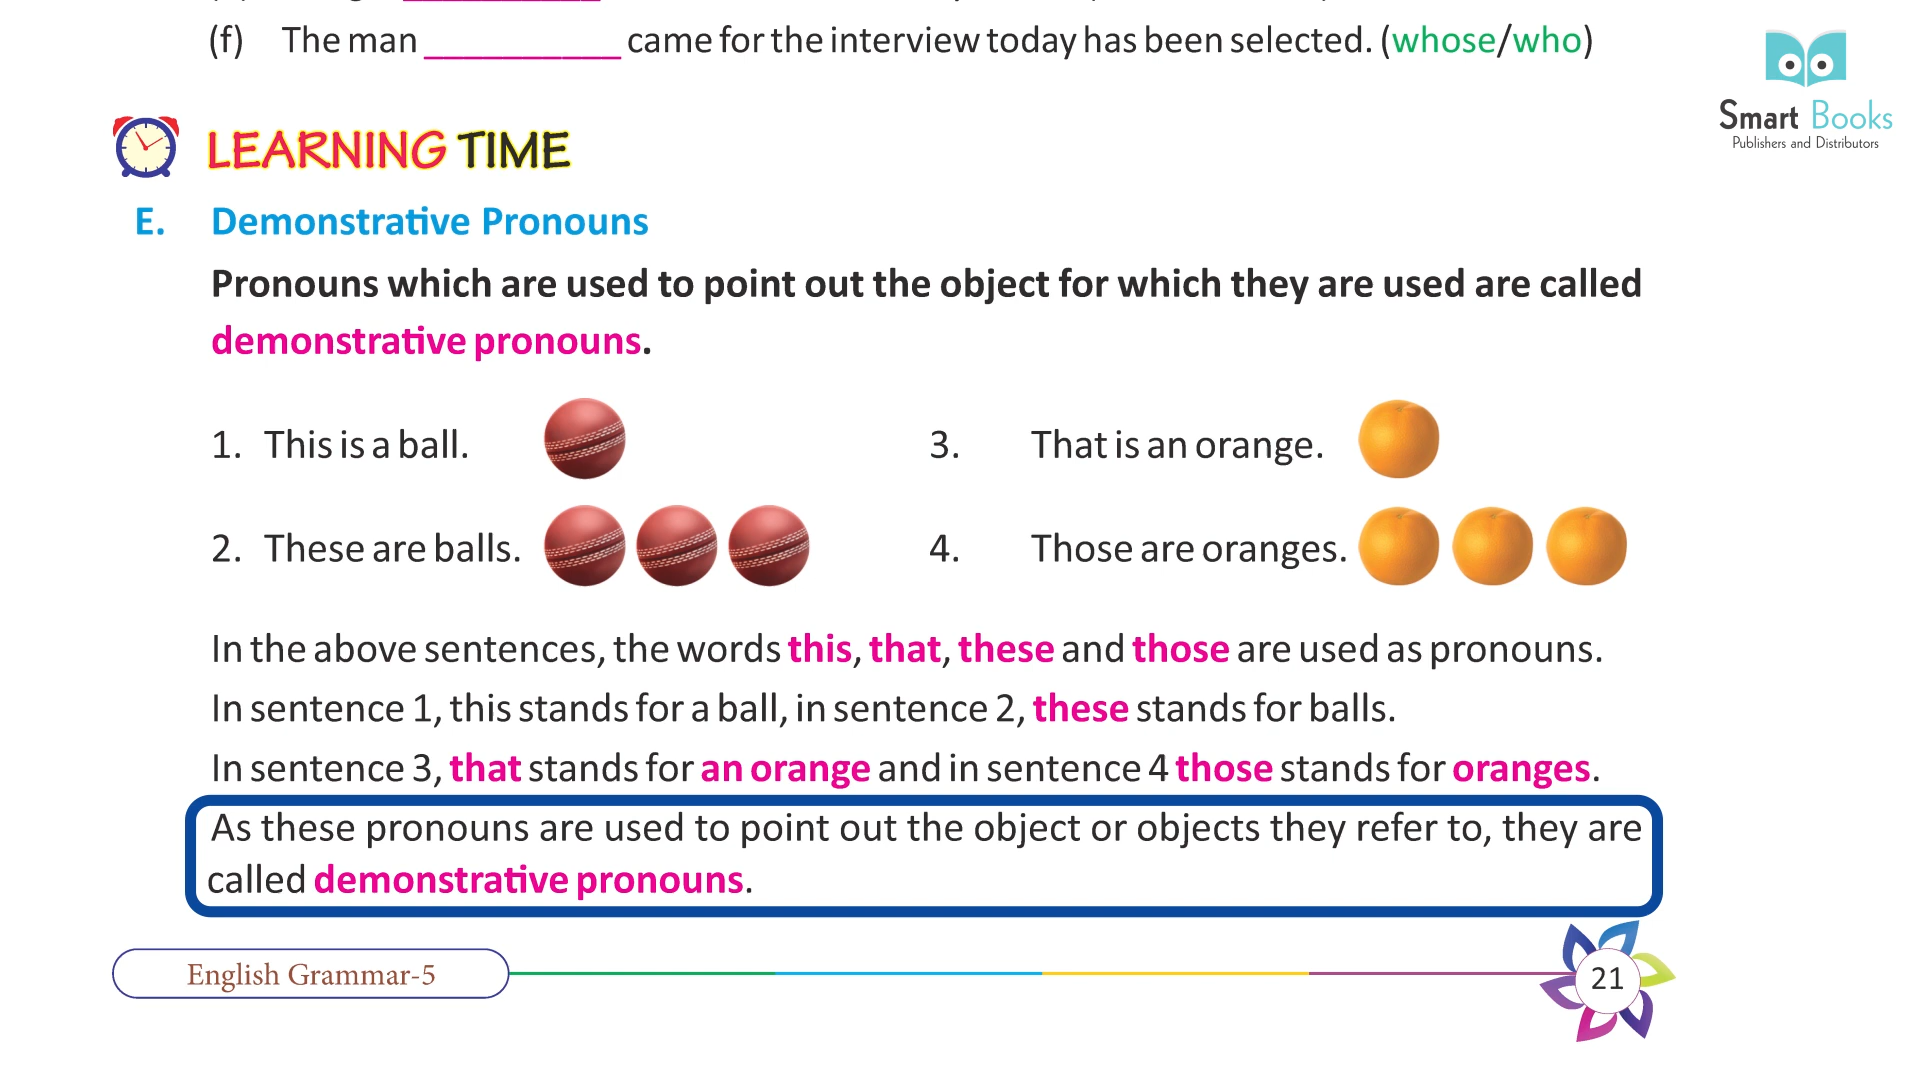 (f) The man __________ came for the interview today has been selected. (whose/who)
Smart Books
Publishers and Distributors
LEARNING TIME
E. Demonstrative Pronouns
Pronouns which are used to point out the object for which they are used are called
demonstrative pronouns.
1. This is a ball.
3. That is an orange.
2. These are balls.
4. Those are oranges.
In the above sentences, the words this, that, these and those are used as pronouns.
In sentence 1, this stands for a ball, in sentence 2, these stands for balls.
In sentence 3, that stands for an orange and in sentence 4 those stands for oranges.
As these pronouns are used to point out the object or objects they refer to, they are
called demonstrative pronouns.
English Grammar-5
21